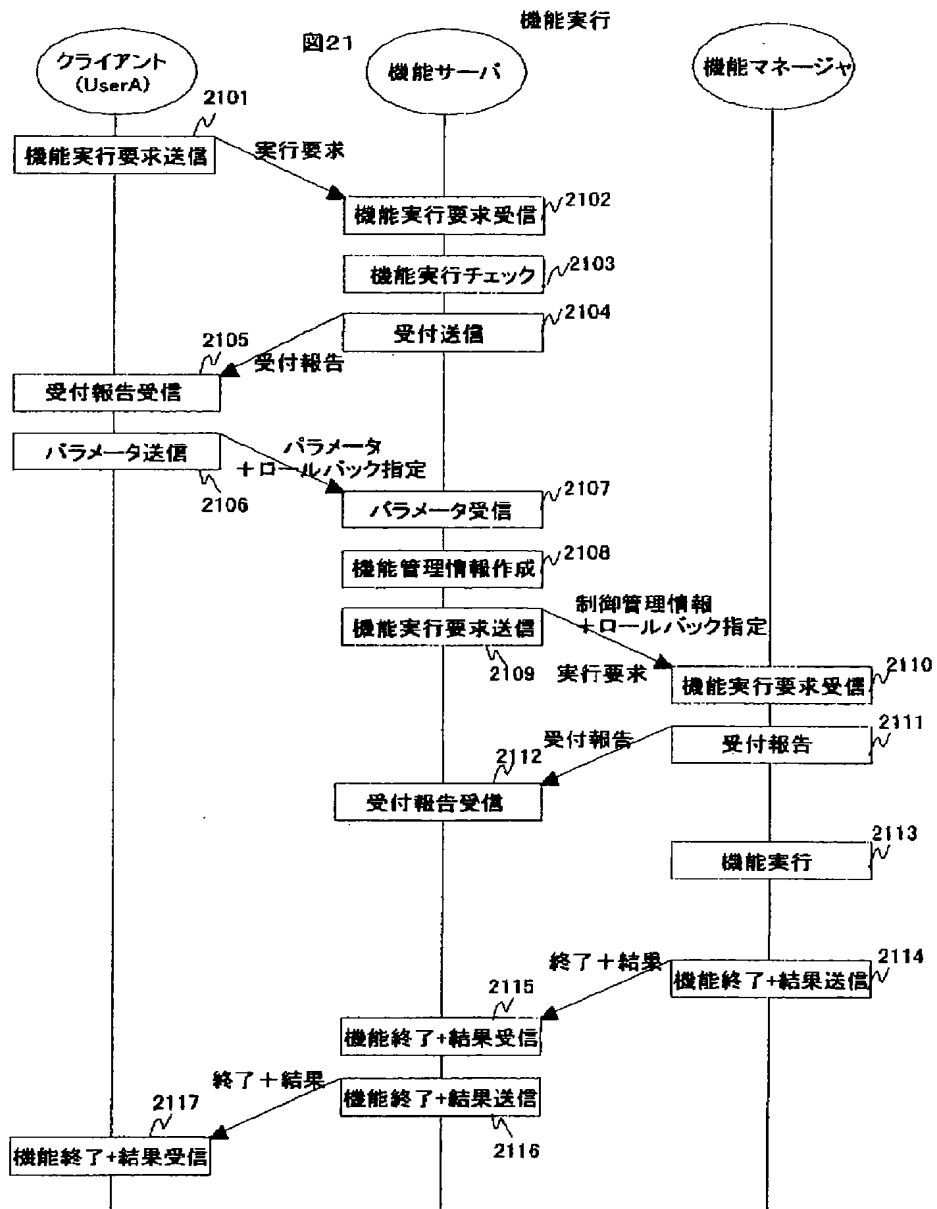 機能実行
図21
クライアント
(UserA)
機能サーバ
機能マネージャ
2101
機能実行要求送信
実行要求
2102
機能実行要求受信
2103
機能実行チェック
2104
受付送信
2105
受付報告
受付報告受信
パラメータ送信
2106
パラメータ
+ロールバック指定
2107
パラメータ受信
2108
機能管理情報作成
機能実行要求送信
2109
制御管理情報
+ロールバック指定
実行要求
2110
機能実行要求受信
2111
受付報告
受付報告
2112
受付報告受信
2113
機能実行
2114
機能終了+結果送信
終了+結果
2115
機能終了+結果受信
機能終了+結果送信
2116
終了+結果
2117
機能終了+結果受信